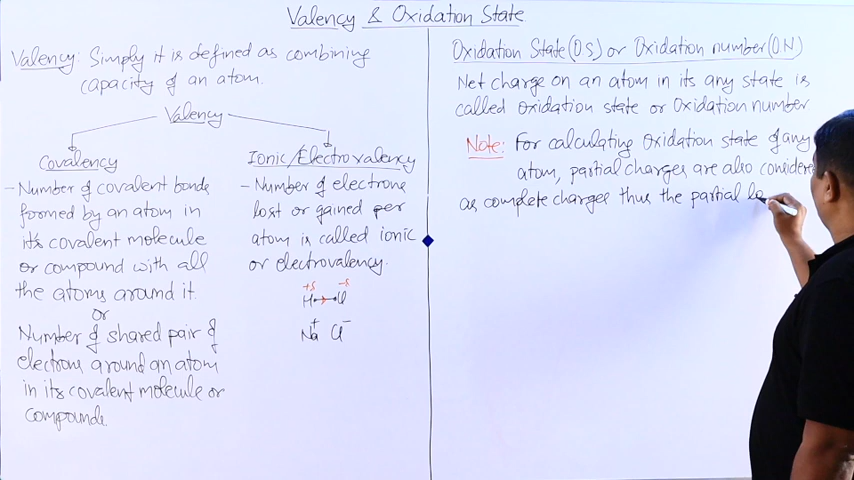 Valency & Oxidation State
Valency: Simply it is defined as combining
capacity of an atom.
Valency
Covalency
- Number of covalent bonds
formed by an atom in
it's covalent molecule
or compound with all
the atoms around it.
or
Number of shared pair of
electrons around an atom
in its covalent molecule or
compounds.
Ionic/Electrovalency
- Number of electrons
lost or gained per
atom is called ionic
or electrovalency.
+δ -δ
H Cl
Na+ Cl-
Oxidation State (O.S) or Oxidation number (O.N)
Net charge on an atom in its any state is
called oxidation state or Oxidation number
Note: For calculating Oxidation state of any
atom, partial charges are also considere
as complete charges thus the partial